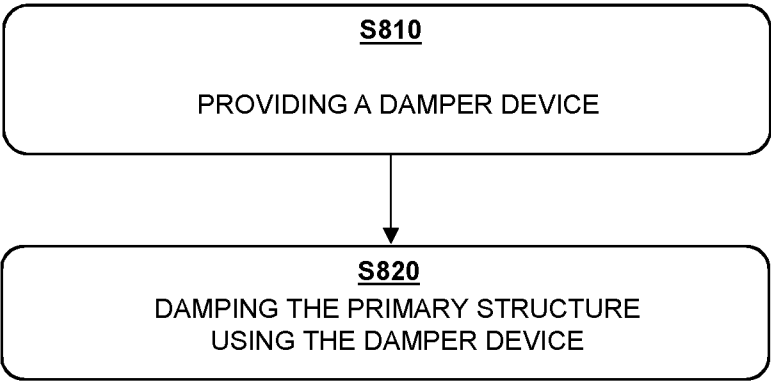 S810
PROVIDING A DAMPER DEVICE
S820
DAMPING THE PRIMARY STRUCTURE
USING THE DAMPER DEVICE